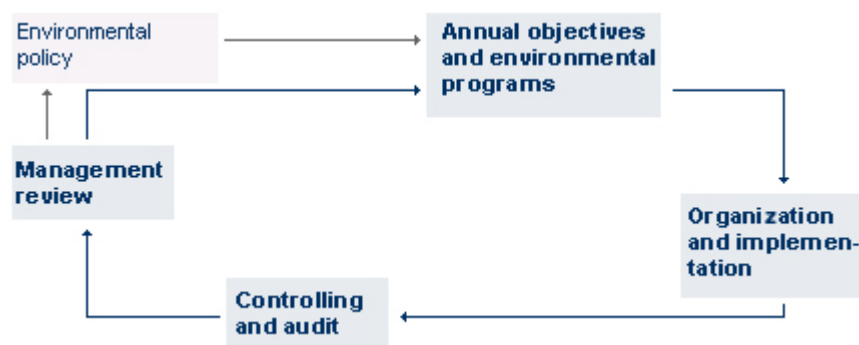 Environmental
policy
Annual objectives
and environmental
programs
Management
review
Organization
and implemen-
tation
Controlling
and audit